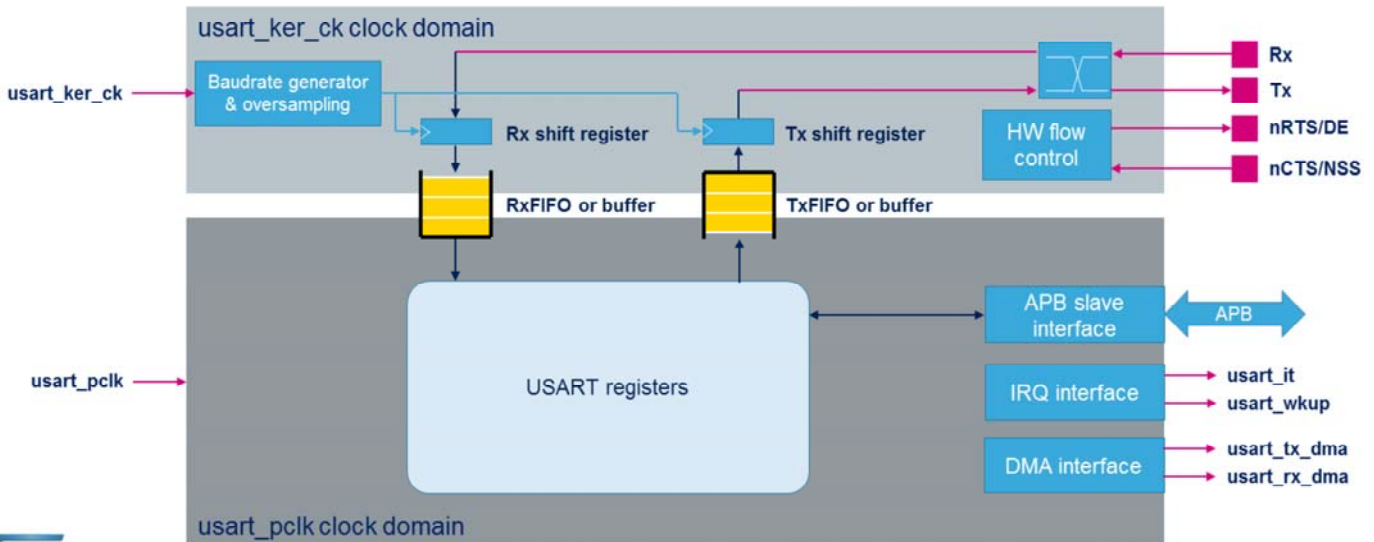 usart_ker_ck clock domain
usart_ker_ck
Baudrate generator
& oversampling
Rx shift register
Tx shift register
HW flow
control
Rx
Tx
nRTS/DE
nCTS/NSS
RxFIFO or buffer
TxFIFO or buffer
usart_pclk
USART registers
APB slave
interface
APB
IRQ interface
usart_it
usart_wkup
DMA interface
usart_tx_dma
usart_rx_dma
usart_pclk clock domain